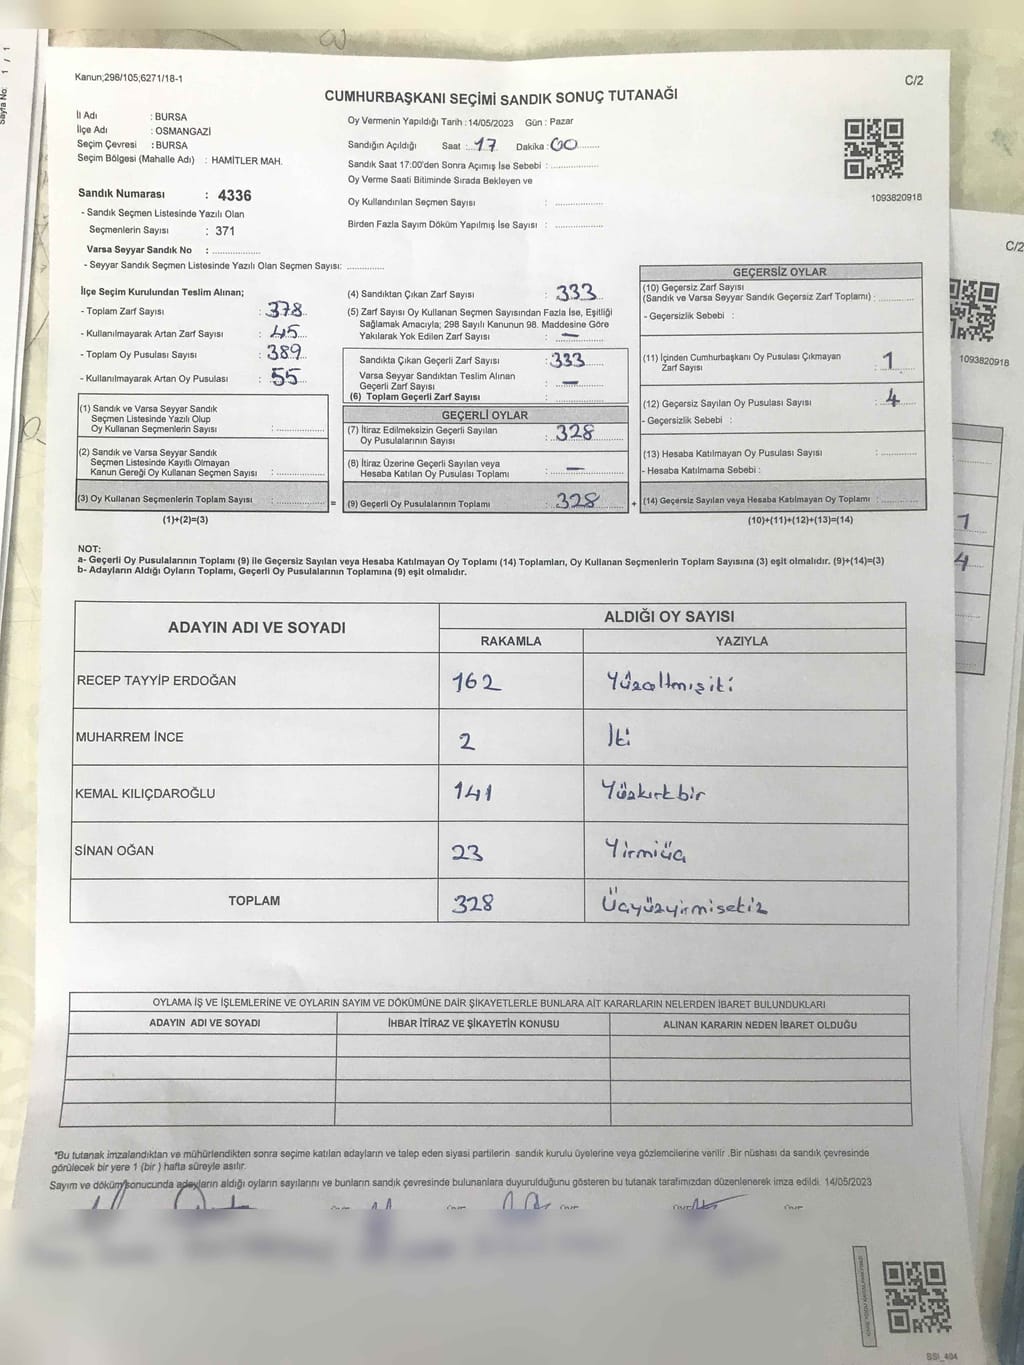 Sayfa No: 1 / 1
Kanun;298/105;6271/18-1
C/2
CUMHURBAŞKANI SEÇİMİ SANDIK SONUÇ TUTANAĞI
İl Adı : BURSA
İlçe Adı : OSMANGAZİ
Seçim Çevresi : BURSA
Seçim Bölgesi (Mahalle Adı) : HAMİTLER MAH.
Oy Vermenin Yapıldığı Tarih : 14/05/2023 Gün : Pazar
Sandığın Açıldığı Saat : 17 Dakika : 00
Sandık Saat 17:00'den Sonra Açımış İse Sebebi :
Oy Verme Saati Bitiminde Sırada Bekleyen ve
Oy Kullandırılan Seçmen Sayısı :
Birden Fazla Sayım Döküm Yapılmış İse Sayısı :
1093820918
Sandık Numarası : 4336
- Sandık Seçmen Listesinde Yazılı Olan
Seçmenlerin Sayısı : 371
Varsa Seyyar Sandık No :
- Seyyar Sandık Seçmen Listesinde Yazılı Olan Seçmen Sayısı:
İlçe Seçim Kurulundan Teslim Alınan;
- Toplam Zarf Sayısı : 378
- Kullanılmayarak Artan Zarf Sayısı : 45
- Toplam Oy Pusulası Sayısı : 389
- Kullanılmayarak Artan Oy Pusulası : 55
(1) Sandık ve Varsa Seyyar Sandık
Seçmen Listesinde Yazılı Olup
Oy Kullanan Seçmenlerin Sayısı :
(2) Sandık ve Varsa Seyyar Sandık
Seçmen Listesinde Kayıtlı Olmayan
Kanun Gereği Oy Kullanan Seçmen Sayısı :
(3) Oy Kullanan Seçmenlerin Toplam Sayısı : =
(1)+(2)=(3)
(4) Sandıktan Çıkan Zarf Sayısı : 333
(5) Zarf Sayısı Oy Kullanan Seçmen Sayısından Fazla İse, Eşitliği
Sağlamak Amacıyla; 298 Sayılı Kanunun 98. Maddesine Göre
Yakılarak Yok Edilen Zarf Sayısı : —
Sandıkta Çıkan Geçerli Zarf Sayısı : 333
Varsa Seyyar Sandıktan Teslim Alınan
Geçerli Zarf Sayısı : —
(6) Toplam Geçerli Zarf Sayısı :
GEÇERLİ OYLAR
(7) İtiraz Edilmeksizin Geçerli Sayılan
Oy Pusulalarının Sayısı : 328
(8) İtiraz Üzerine Geçerli Sayılan veya
Hesaba Katılan Oy Pusulası Toplamı : —
(9) Geçerli Oy Pusulalarının Toplamı : 328 +
GEÇERSİZ OYLAR
(10) Geçersiz Zarf Sayısı
(Sandık ve Varsa Seyyar Sandık Geçersiz Zarf Toplamı) :
- Geçersizlik Sebebi :
(11) İçinden Cumhurbaşkanı Oy Pusulası Çıkmayan
Zarf Sayısı : 1
(12) Geçersiz Sayılan Oy Pusulası Sayısı : 4
- Geçersizlik Sebebi :
(13) Hesaba Katılmayan Oy Pusulası Sayısı :
- Hesaba Katılmama Sebebi :
(14) Geçersiz Sayılan veya Hesaba Katılmayan Oy Toplamı :
(10)+(11)+(12)+(13)=(14)
NOT:
a- Geçerli Oy Pusulalarının Toplamı (9) ile Geçersiz Sayılan veya Hesaba Katılmayan Oy Toplamı (14) Toplamları, Oy Kullanan Seçmenlerin Toplam Sayısına (3) eşit olmalıdır. (9)+(14)=(3)
b- Adayların Aldığı Oyların Toplamı, Geçerli Oy Pusulalarının Toplamına (9) eşit olmalıdır.
ADAYIN ADI VE SOYADI
ALDIĞI OY SAYISI
RAKAMLA YAZIYLA
RECEP TAYYİP ERDOĞAN 162 Yüzaltmışiki
MUHARREM İNCE 2 İki
KEMAL KILIÇDAROĞLU 141 Yüzkırkbir
SİNAN OĞAN 23 Yirmiüç
TOPLAM 328 Üçyüzyirmisekiz
OYLAMA İŞ VE İŞLEMLERİNE VE OYLARIN SAYIM VE DÖKÜMÜNE DAİR ŞİKAYETLERLE BUNLARA AİT KARARLARIN NELERDEN İBARET BULUNDUKLARI
ADAYIN ADI VE SOYADI İHBAR İTİRAZ VE ŞİKAYETİN KONUSU ALINAN KARARIN NEDEN İBARET OLDUĞU
*Bu tutanak imzalandıktan ve mühürlendikten sonra seçime katılan adayların ve talep eden siyasi partilerin sandık kurulu üyelerine veya gözlemcilerine verilir .Bir nüshası da sandık çevresinde
görülecek bir yere 1 (bir ) hafta süreyle asılır.
Sayım ve döküm sonucunda adayların aldığı oyların sayılarını ve bunların sandık çevresinde bulunanlara duyurulduğunu gösteren bu tutanak tarafımızdan düzenlenerek imza edildi. 14/05/2023
SSI_404
C/2
1093820918
1
4